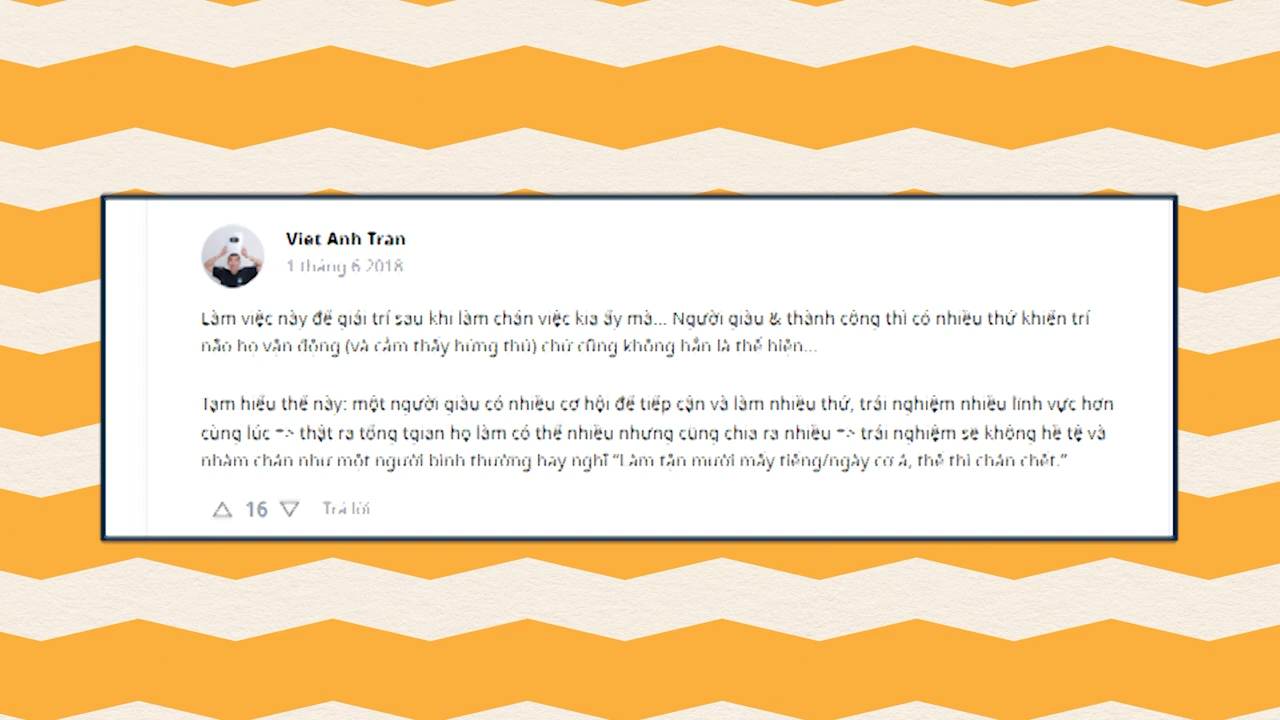 Viet Anh Tran
1 tháng 6 2018
Làm việc này để giải trí sau khi làm chán việc kia ấy mà... Người giàu & thành công thì có nhiều thứ khiến trí
não họ vận động (và cảm thấy hứng thú) chứ cũng không hẳn là thể hiện...
Tạm hiểu thế này: một người giàu có nhiều cơ hội để tiếp cận và làm nhiều thứ, trải nghiệm nhiều lĩnh vực hơn
cùng lúc => thật ra tổng tgian họ làm có thể nhiều nhưng cũng chia ra nhiều => trải nghiệm sẽ không hề tệ và
nhàm chán như một người bình thường hay nghĩ "Làm tận mười mấy tiếng/ngày cơ á, thế thì chán chết."
16 Trả lời